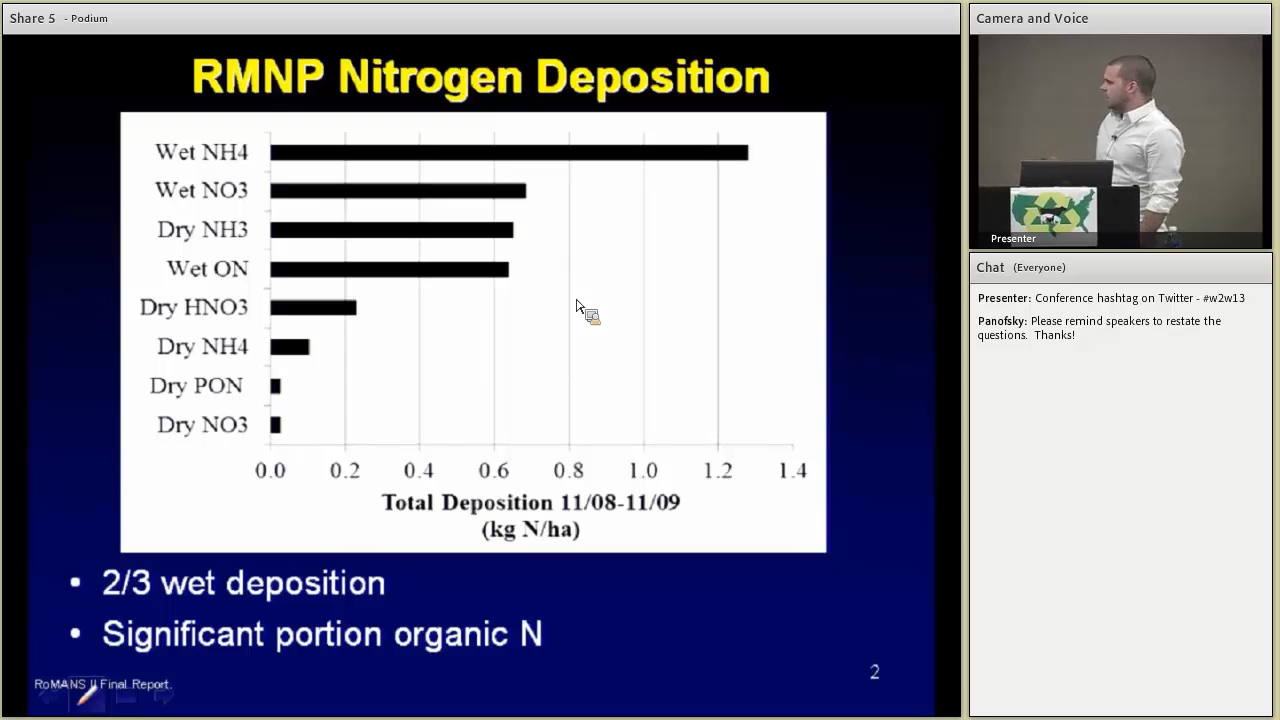 Share 5 - Podium
RMNP Nitrogen Deposition
Wet NH4
Wet NO3
Dry NH3
Wet ON
Dry HNO3
Dry NH4
Dry PON
Dry NO3
0.0 0.2 0.4 0.6 0.8 1.0 1.2 1.4
Total Deposition 11/08-11/09
(kg N/ha)
• 2/3 wet deposition
• Significant portion organic N
RoMANS II Final Report.
2
Camera and Voice
Presenter
Chat (Everyone)
Presenter: Conference hashtag on Twitter - #w2w13
Panofsky: Please remind speakers to restate the
questions. Thanks!